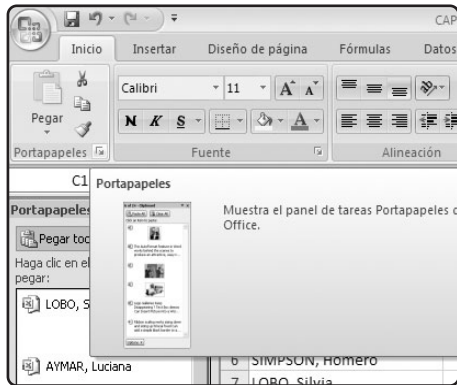 CAP
Inicio Insertar Diseño de página Fórmulas Datos
Pegar
Calibri 11 A A
N K S A
Portapapeles Fuente Alineación
C1
Portapapeles
Muestra el panel de tareas Portapapeles d
Office.
Portapapeles
Pegar tod
Haga clic en el
pegar:
LOBO, S
AYMAR, Luciana
6 SIMPSON, Homero
7 LOBO, Silvia